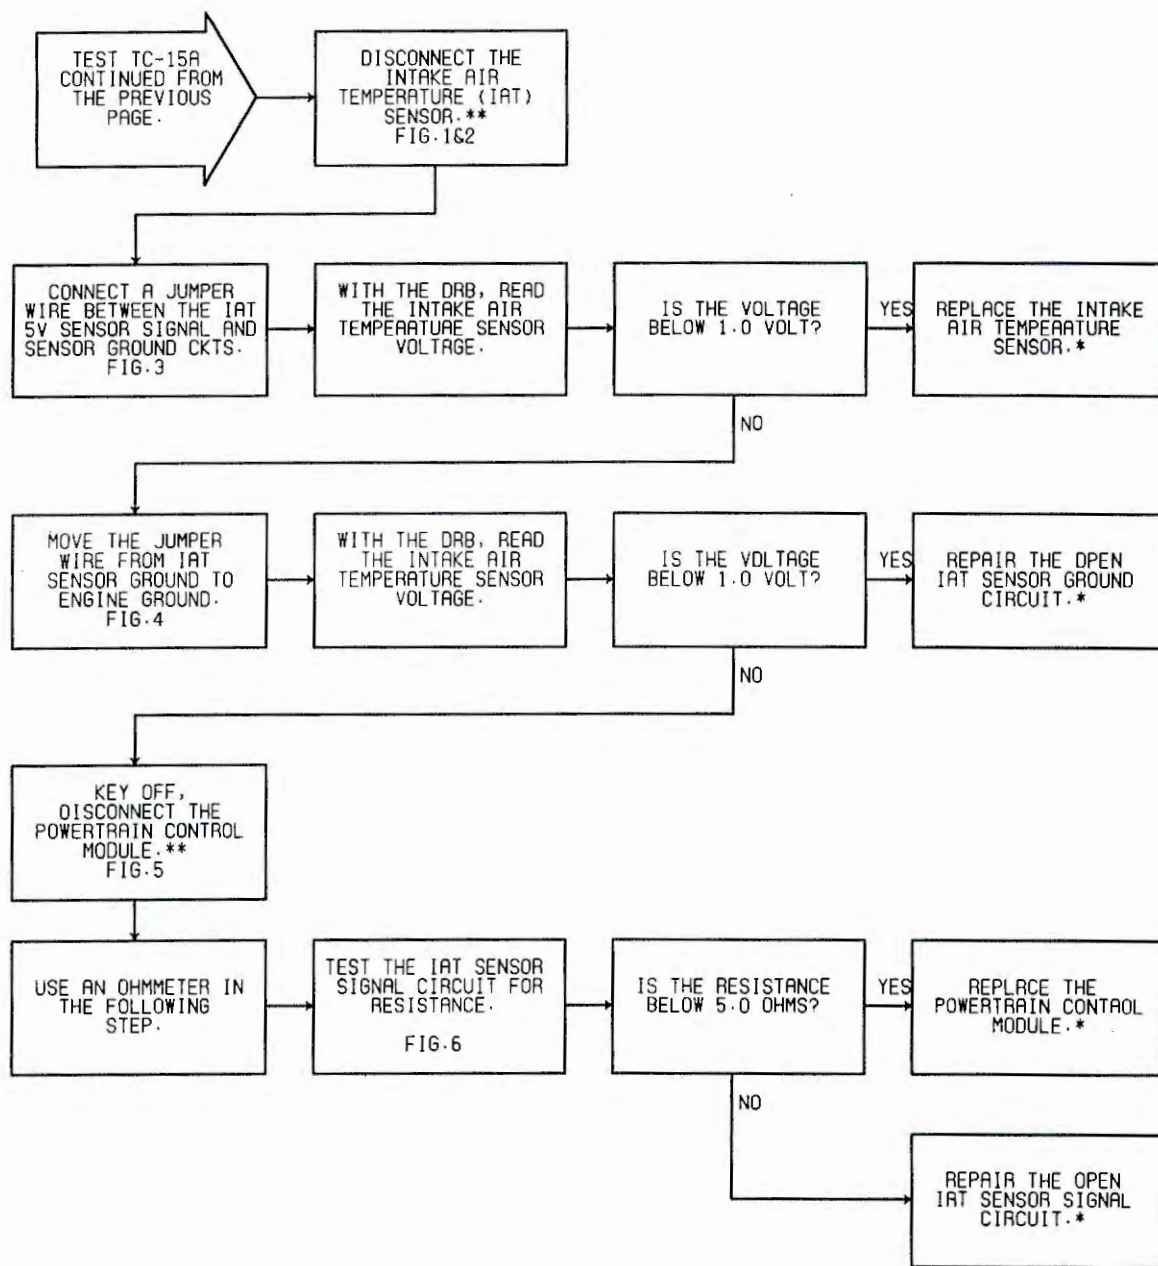 TEST TC-15A
CONTINUED FROM
THE PREVIOUS
PAGE.
DISCONNECT THE
INTAKE AIR
TEMPERATURE (IAT)
SENSOR.**
FIG.1&2
CONNECT A JUMPER
WIRE BETWEEN THE IAT
5V SENSOR SIGNAL AND
SENSOR GROUND CKTS.
FIG.3
WITH THE DRB, READ
THE INTAKE AIR
TEMPERATURE SENSOR
VOLTAGE.
IS THE VOLTAGE
BELOW 1.0 VOLT?
YES
REPLACE THE INTAKE
AIR TEMPERATURE
SENSOR.*
NO
MOVE THE JUMPER
WIRE FROM IAT
SENSOR GROUND TO
ENGINE GROUND.
FIG.4
WITH THE DRB, READ
THE INTAKE AIR
TEMPERATURE SENSOR
VOLTAGE.
IS THE VOLTAGE
BELOW 1.0 VOLT?
YES
REPAIR THE OPEN
IAT SENSOR GROUND
CIRCUIT.*
NO
KEY OFF,
DISCONNECT THE
POWERTRAIN CONTROL
MODULE.**
FIG.5
USE AN OHMMETER IN
THE FOLLOWING
STEP.
TEST THE IAT SENSOR
SIGNAL CIRCUIT FOR
RESISTANCE.
FIG.6
IS THE RESISTANCE
BELOW 5.0 OHMS?
YES
REPLACE THE
POWERTRAIN CONTROL
MODULE.*
NO
REPAIR THE OPEN
IAT SENSOR SIGNAL
CIRCUIT.*